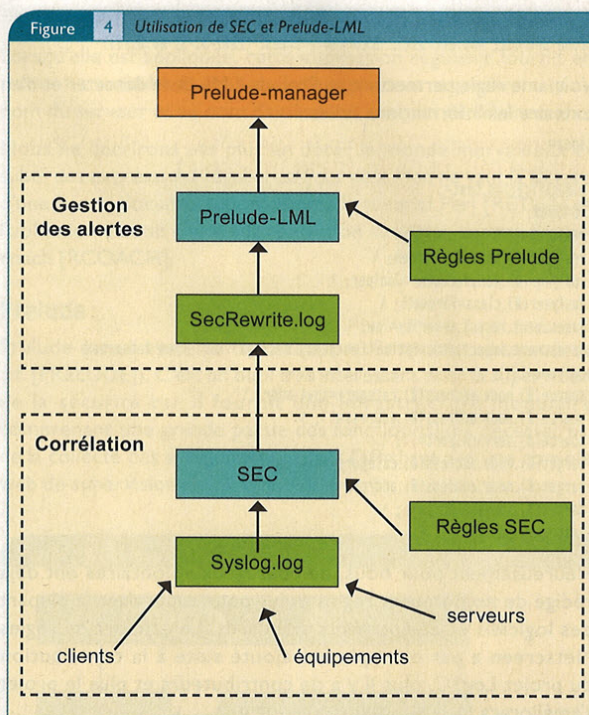 Figure 4 Utilisation de SEC et Prelude-LML
Prelude-manager
Gestion
des alertes
Prelude-LML
Règles Prelude
SecRewrite.log
Corrélation
SEC
Règles SEC
Syslog.log
serveurs
clients
équipements